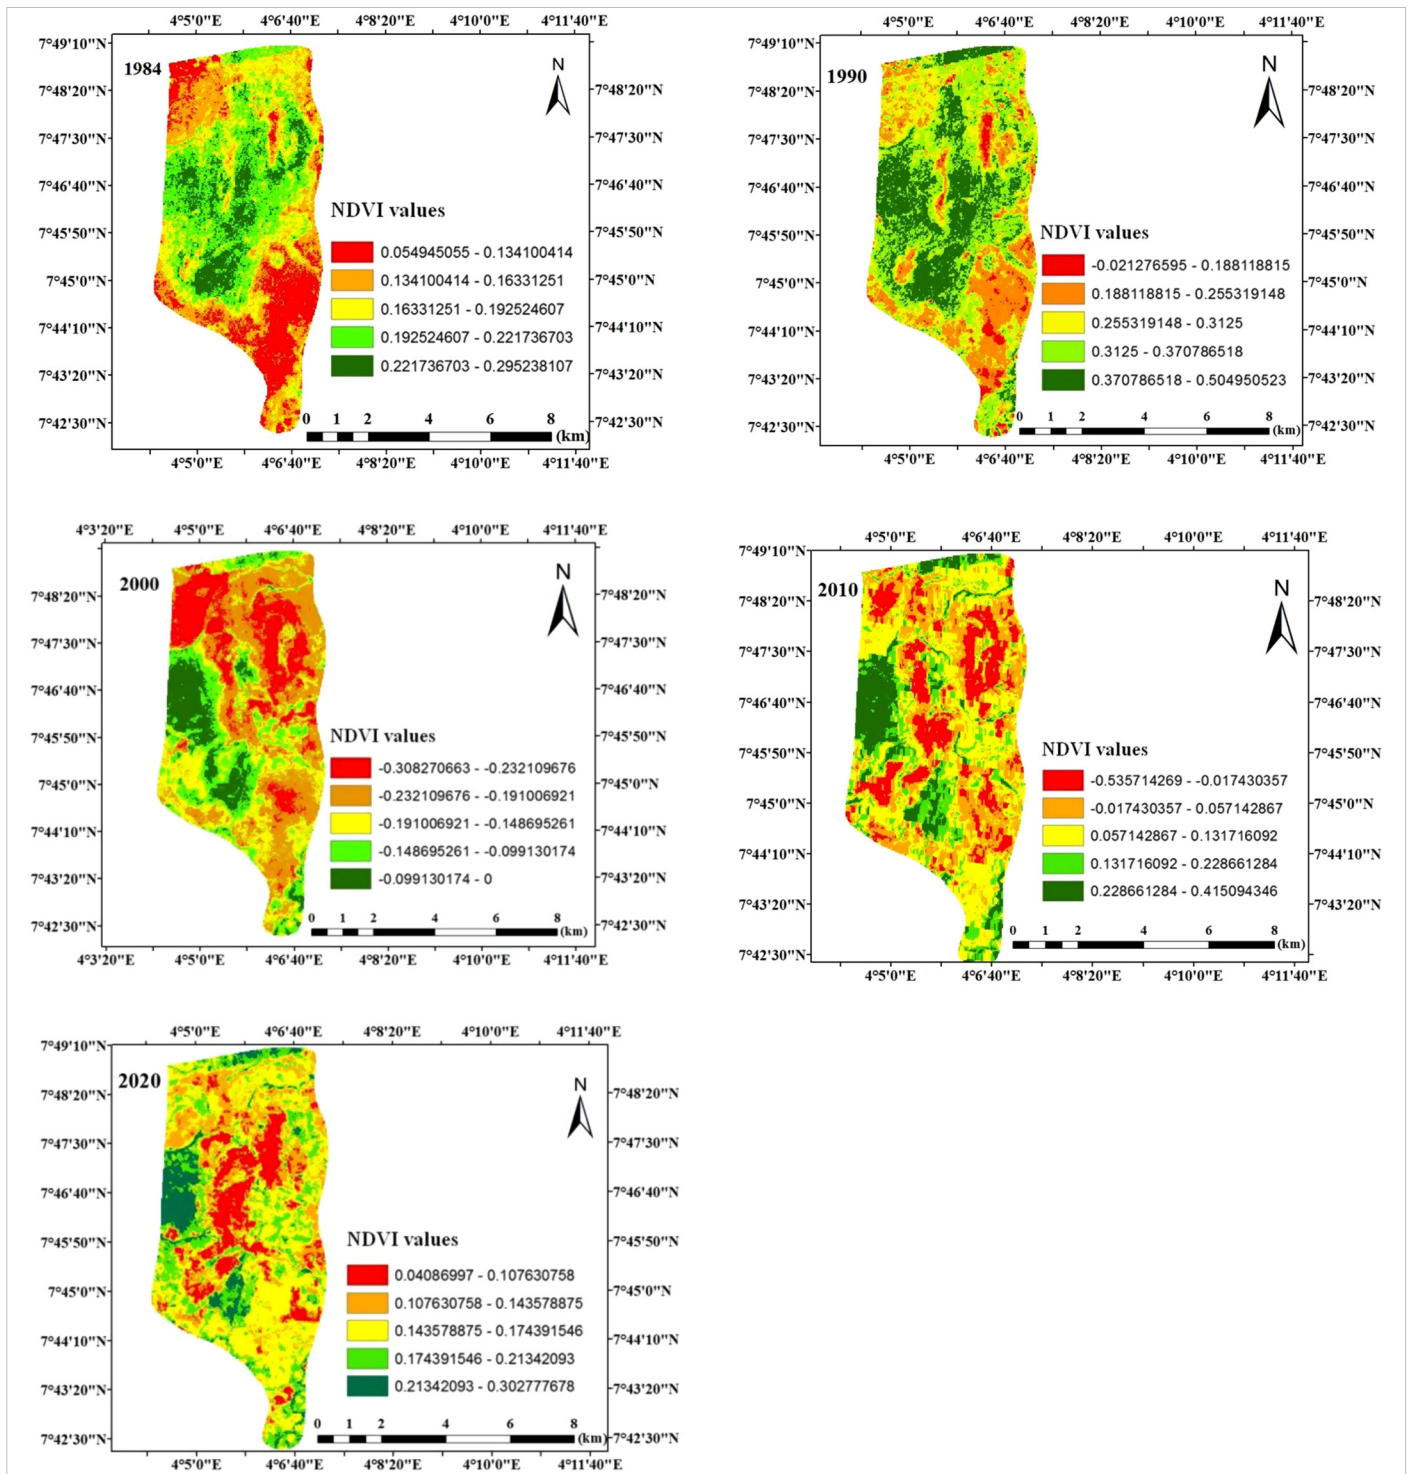 4°5'0"E 4°6'40"E 4°8'20"E 4°10'0"E 4°11'40"E
7°49'10"N
1984
N
7°48'20"N 7°48'20"N
7°47'30"N 7°47'30"N
7°46'40"N 7°46'40"N
NDVI values
7°45'50"N 7°45'50"N
0.054945055 - 0.134100414
7°45'0"N 0.134100414 - 0.16331251 7°45'0"N
0.16331251 - 0.192524607
7°44'10"N 7°44'10"N
0.192524607 - 0.221736703
0.221736703 - 0.295238107
7°43'20"N 7°43'20"N
7°42'30"N 0 1 2 4 6 8 7°42'30"N
(km)
4°5'0"E 4°6'40"E 4°8'20"E 4°10'0"E 4°11'40"E
4°5'0"E 4°6'40"E 4°8'20"E 4°10'0"E 4°11'40"E
7°49'10"N
1990
N
7°48'20"N 7°48'20"N
7°47'30"N 7°47'30"N
7°46'40"N 7°46'40"N
NDVI values
7°45'50"N 7°45'50"N
-0.021276595 - 0.188118815
7°45'0"N 0.188118815 - 0.255319148 7°45'0"N
0.255319148 - 0.3125
7°44'10"N 7°44'10"N
0.3125 - 0.370786518
0.370786518 - 0.504950523
7°43'20"N 7°43'20"N
0 1 2 4 6 8
7°42'30"N (km) 7°42'30"N
4°5'0"E 4°6'40"E 4°8'20"E 4°10'0"E 4°11'40"E
4°3'20"E 4°5'0"E 4°6'40"E 4°8'20"E 4°10'0"E 4°11'40"E
2000
N
7°48'20"N 7°48'20"N
7°47'30"N 7°47'30"N
7°46'40"N 7°46'40"N
7°45'50"N NDVI values 7°45'50"N
-0.308270663 - -0.232109676
7°45'0"N 7°45'0"N
-0.232109676 - -0.191006921
-0.191006921 - -0.148695261
7°44'10"N 7°44'10"N
-0.148695261 - -0.099130174
7°43'20"N -0.099130174 - 0 7°43'20"N
0 1 2 4 6 8
7°42'30"N (km) 7°42'30"N
4°3'20"E 4°5'0"E 4°6'40"E 4°8'20"E 4°10'0"E 4°11'40"E
4°5'0"E 4°6'40"E 4°8'20"E 4°10'0"E 4°11'40"E
7°49'10"N
2010
N
7°48'20"N 7°48'20"N
7°47'30"N 7°47'30"N
7°46'40"N 7°46'40"N
7°45'50"N NDVI values 7°45'50"N
-0.535714269 - -0.017430357
7°45'0"N -0.017430357 - 0.057142867 7°45'0"N
0.057142867 - 0.131716092
7°44'10"N 7°44'10"N
0.131716092 - 0.228661284
0.228661284 - 0.415094346
7°43'20"N 7°43'20"N
0 1 2 4 6 8
7°42'30"N (km) 7°42'30"N
4°5'0"E 4°6'40"E 4°8'20"E 4°10'0"E 4°11'40"E
4°5'0"E 4°6'40"E 4°8'20"E 4°10'0"E 4°11'40"E
7°49'10"N
2020
N
7°48'20"N 7°48'20"N
7°47'30"N 7°47'30"N
7°46'40"N 7°46'40"N
7°45'50"N NDVI values 7°45'50"N
0.04086997 - 0.107630758
7°45'0"N 0.107630758 - 0.143578875 7°45'0"N
0.143578875 - 0.174391546
7°44'10"N 7°44'10"N
0.174391546 - 0.21342093
7°43'20"N 0.21342093 - 0.302777678 7°43'20"N
0 1 2 4 6 8
7°42'30"N (km) 7°42'30"N
4°5'0"E 4°6'40"E 4°8'20"E 4°10'0"E 4°11'40"E